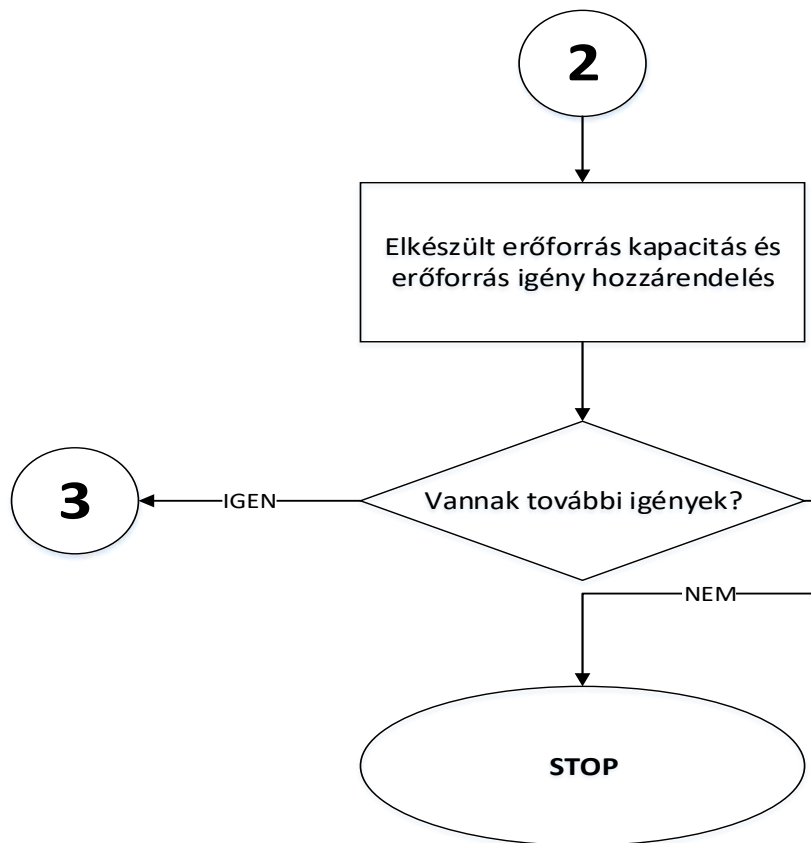 2
Elkészült erőforrás kapacitás és
erőforrás igény hozzárendelés
Vannak további igények?
IGEN
3
NEM
STOP